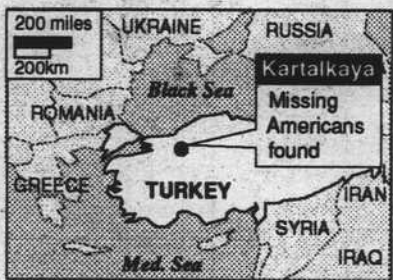 200 miles
200km
UKRAINE
RUSSIA
Kartalkaya
Missing
Americans
found
Black Sea
ROMANIA
GREECE
TURKEY
IRAN
SYRIA
IRAQ
Med. Sea